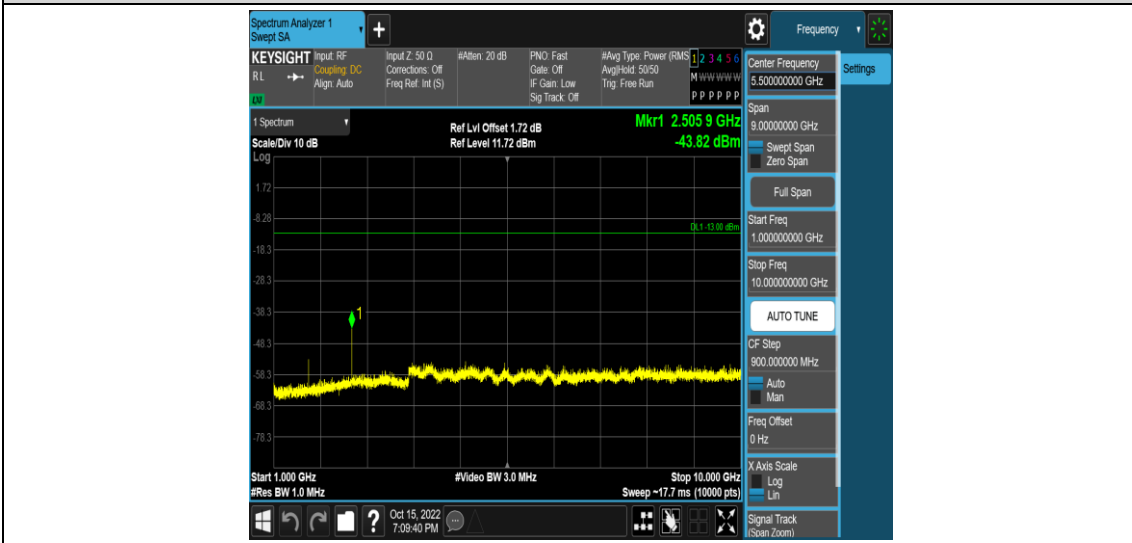 Spectrum Analyzer 1
Swept SA
+
Frequency
KEYSIGHT
RL
Input: RF
Coupling: DC
Align: Auto
Input Z: 50 Ω
Corrections: Off
Freq Ref: Int (S)
#Atten: 20 dB
PNO: Fast
Gate: Off
IF Gain: Low
Sig Track: Off
#Avg Type: Power (RMS
Avg|Hold: 50/50
Trig: Free Run
1 2 3 4 5 6
M W W W W W
P P P P P P
1 Spectrum
Scale/Div 10 dB
Log
Ref Lvl Offset 1.72 dB
Ref Level 11.72 dBm
Mkr1 2.505 9 GHz
-43.82 dBm
1.72
-8.28
-18.3
-28.3
-38.3
-48.3
-58.3
-68.3
-78.3
DL1 -13.00 dBm
1
Start 1.000 GHz
#Res BW 1.0 MHz
#Video BW 3.0 MHz
Stop 10.000 GHz
Sweep ~17.7 ms (10000 pts)
?
Oct 15, 2022
7:09:40 PM
Center Frequency
5.500000000 GHz
Settings
Span
9.00000000 GHz
Swept Span
Zero Span
Full Span
Start Freq
1.000000000 GHz
Stop Freq
10.000000000 GHz
AUTO TUNE
CF Step
900.000000 MHz
Auto
Man
Freq Offset
0 Hz
X Axis Scale
Log
Lin
Signal Track
(Span Zoom)